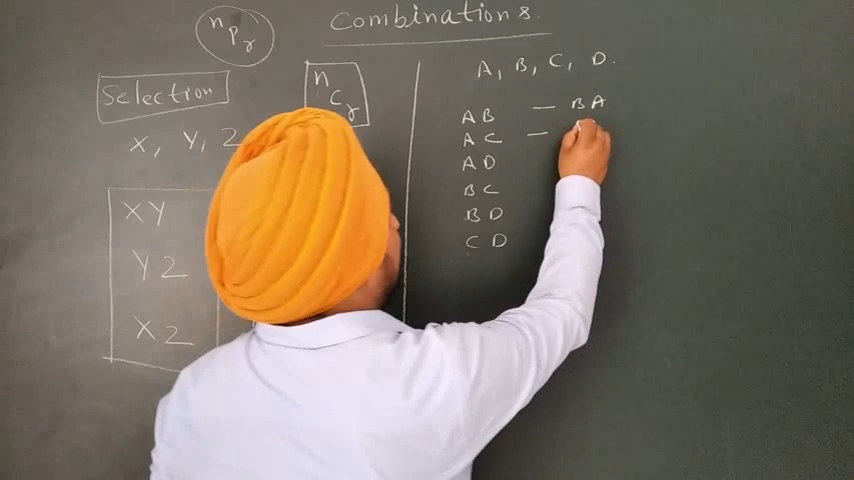 Combinations.
nPr
Selection
nCr
X, Y, Z
XY
YZ
XZ
A, B, C, D.
AB — BA
AC —
AD
BC
BD
CD